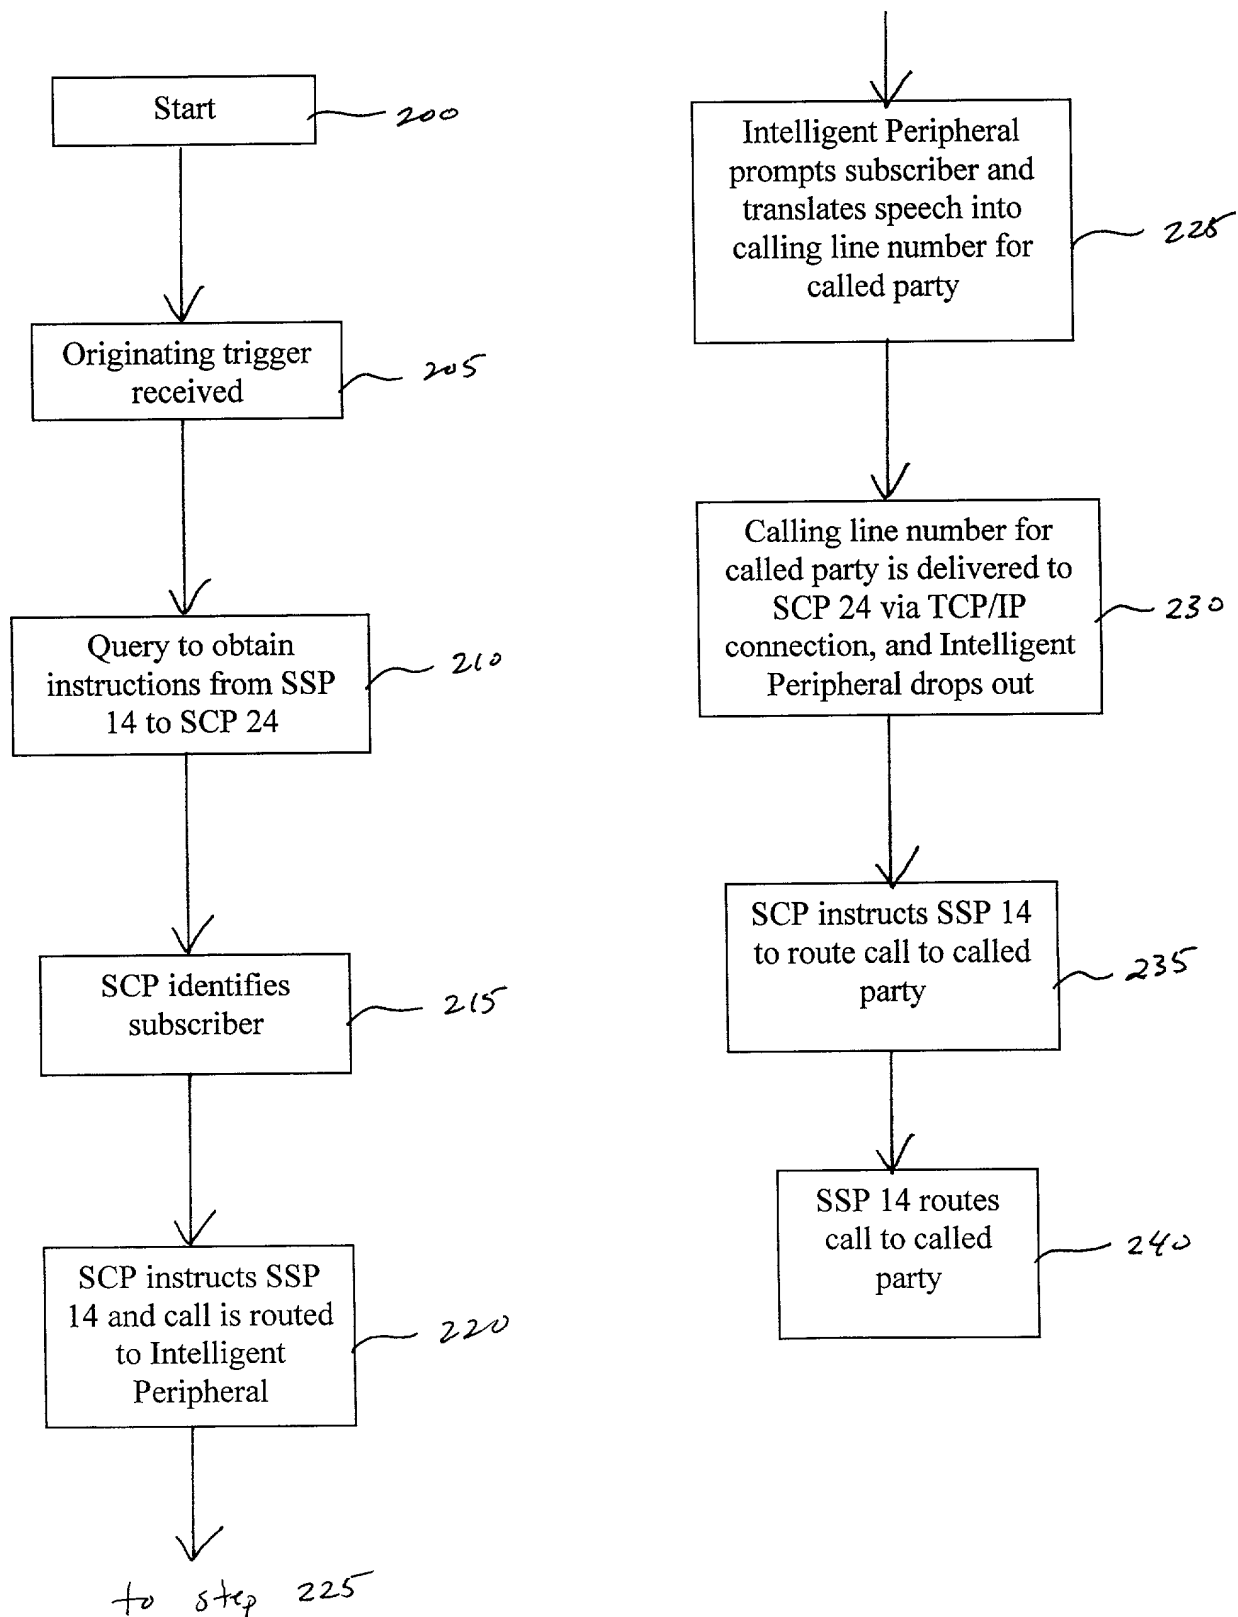 Start
200
Originating trigger
received
205
Query to obtain
instructions from SSP
14 to SCP 24
210
SCP identifies
subscriber
215
SCP instructs SSP
14 and call is routed
to Intelligent
Peripheral
220
to step 225
Intelligent Peripheral
prompts subscriber and
translates speech into
calling line number for
called party
225
Calling line number for
called party is delivered to
SCP 24 via TCP/IP
connection, and Intelligent
Peripheral drops out
230
SCP instructs SSP 14
to route call to called
party
235
SSP 14 routes
call to called
party
240